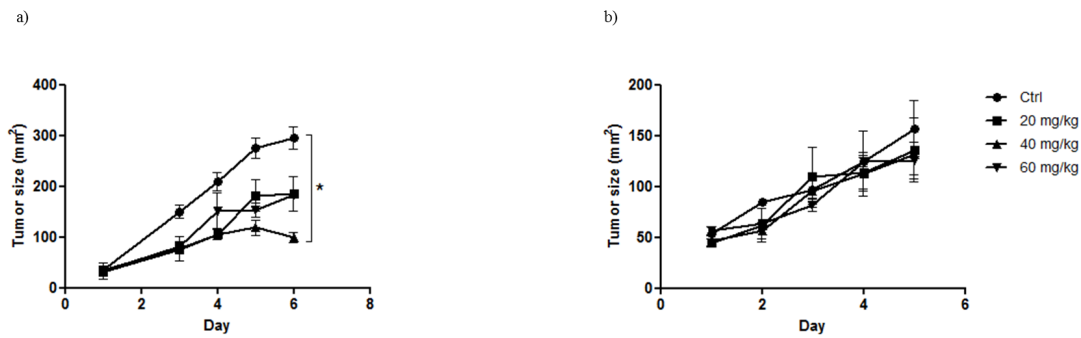 a)
b)
400
300
200
100
0
Tumor size (mm²)
0 2 4 6 8
Day
*
200
150
100
50
0
Tumor size (mm²)
0 2 4 6
Day
Ctrl
20 mg/kg
40 mg/kg
60 mg/kg